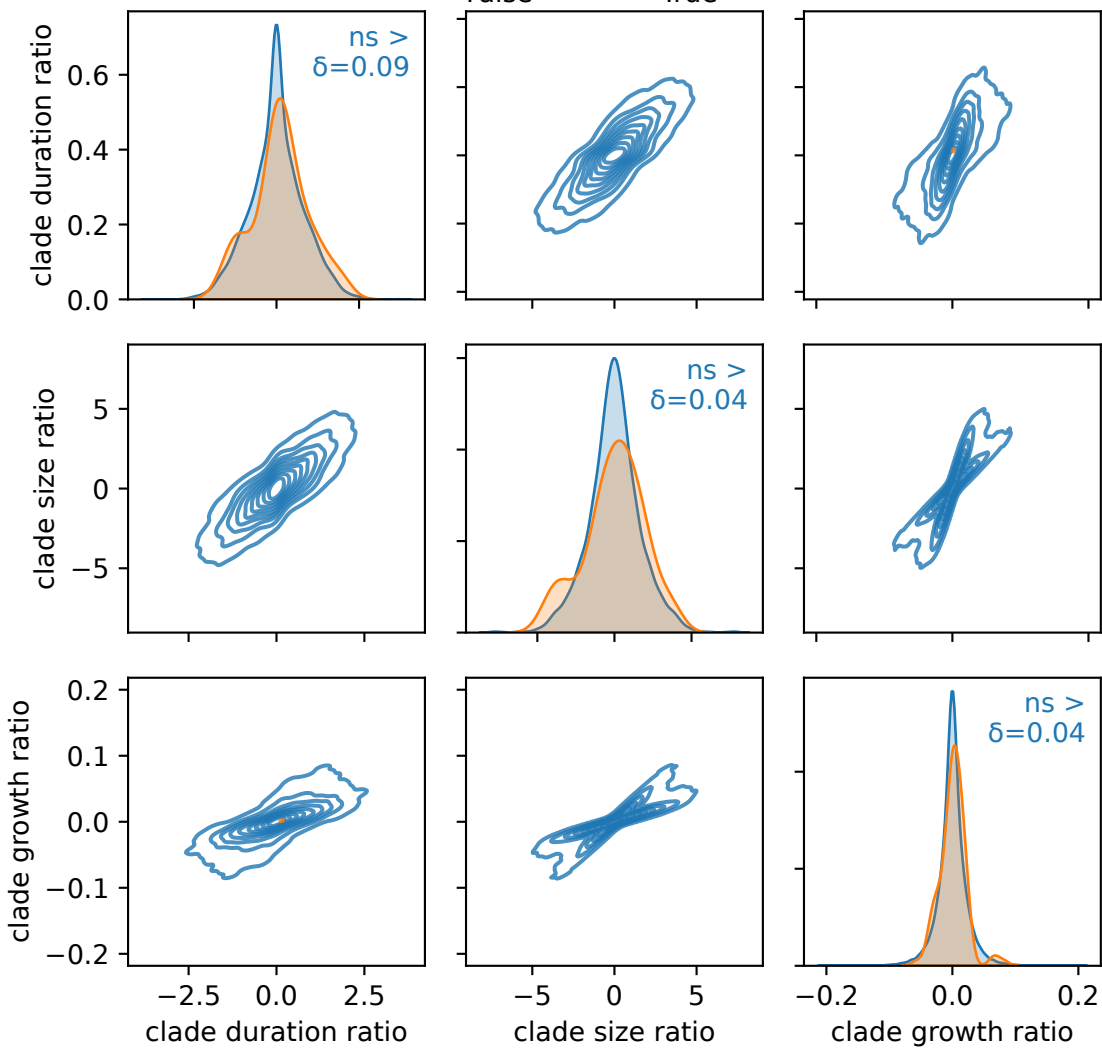 clade duration ratio
0.6
0.4
0.2
0.0
ns >
δ=0.09
clade size ratio
5
0
−5
ns >
δ=0.04
clade growth ratio
0.2
0.1
0.0
−0.1
−0.2
ns >
δ=0.04
−2.5 0.0 2.5
−5 0 5
−0.2 0.0 0.2
clade duration ratio
clade size ratio
clade growth ratio